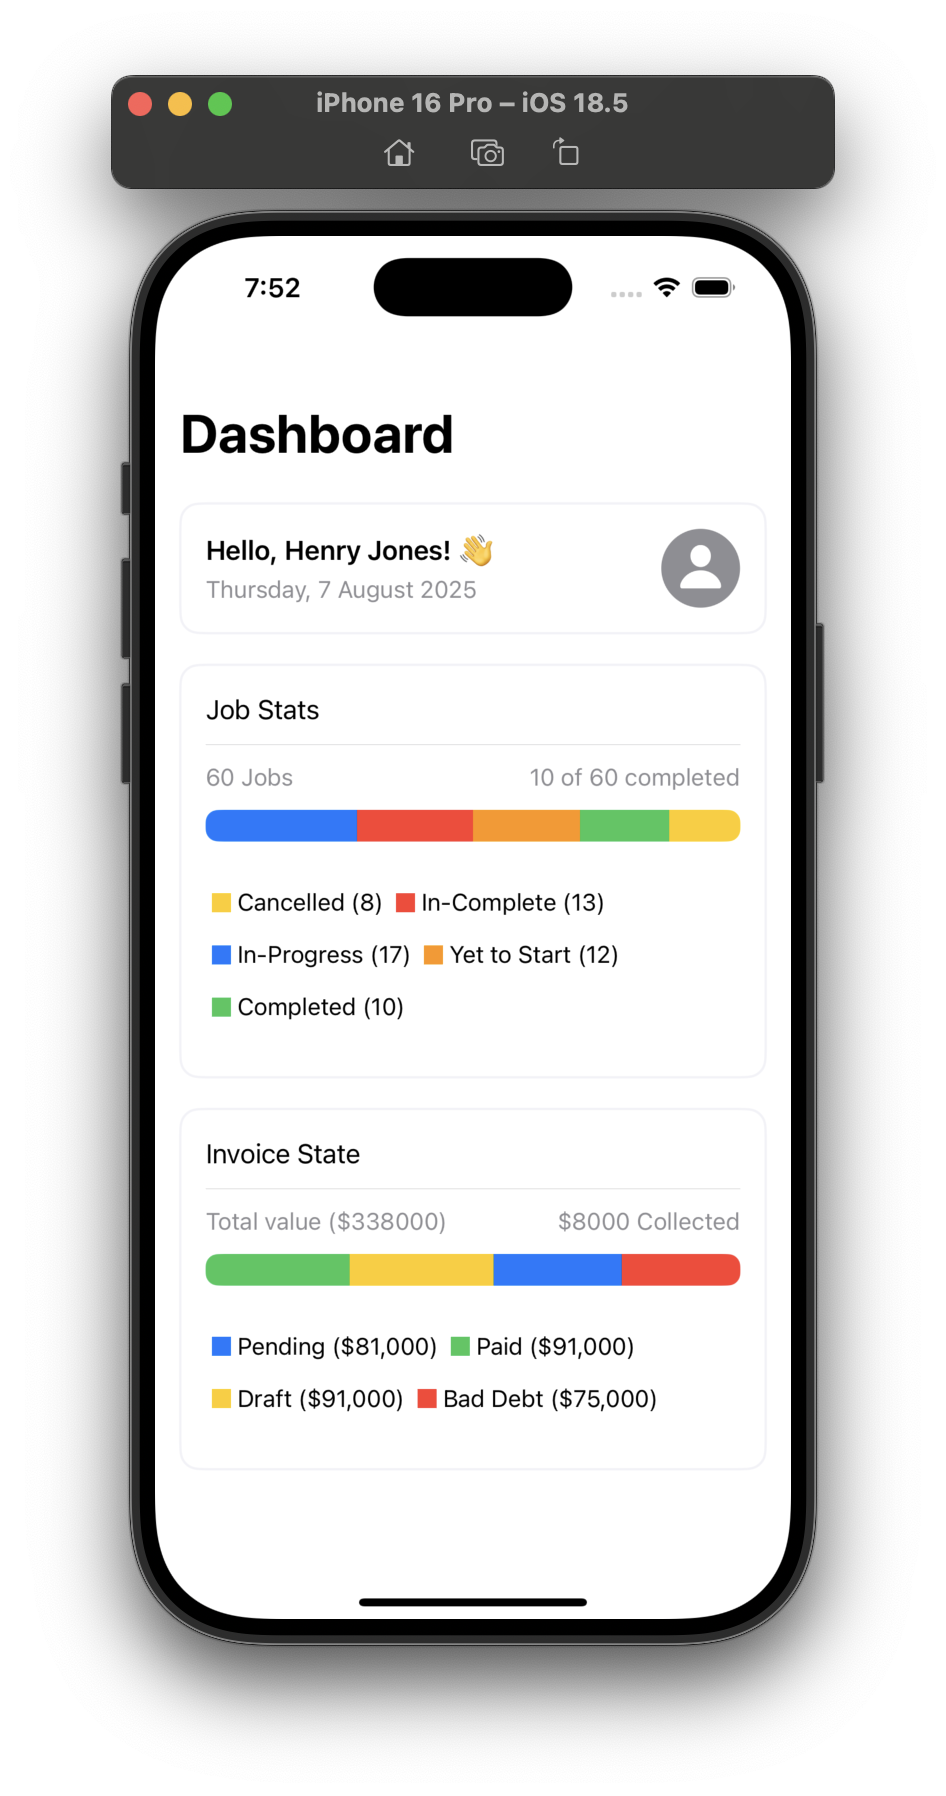 iPhone 16 Pro – iOS 18.5
7:52
Dashboard
Hello, Henry Jones! 👋
Thursday, 7 August 2025
Job Stats
60 Jobs 10 of 60 completed
Cancelled (8) In-Complete (13)
In-Progress (17) Yet to Start (12)
Completed (10)
Invoice State
Total value ($338000) $8000 Collected
Pending ($81,000) Paid ($91,000)
Draft ($91,000) Bad Debt ($75,000)